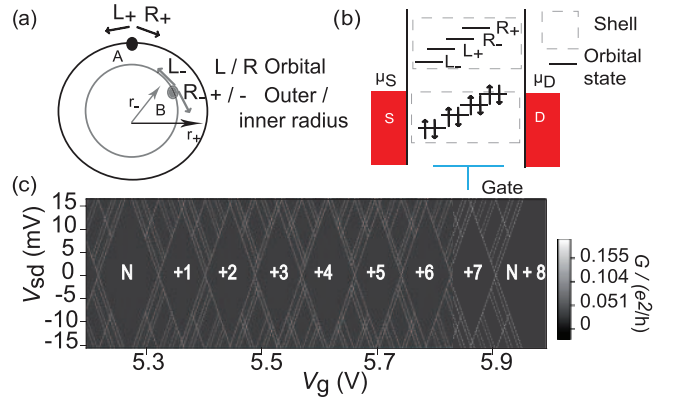 (a)
L+ R+
A
L-
R-
r-
B
r+
L / R Orbital
+ / - Outer /
inner radius
(b)
R+
R-
L+
L-
Shell
Orbital
state
μS
μD
S
D
Gate
(c)
Vsd (mV)
15
10
5
0
-5
-10
-15
N +1 +2 +3 +4 +5 +6 +7 N + 8
5.3 5.5 5.7 5.9
Vg (V)
0.155
0.104
0.051
0
G / (e²/h)